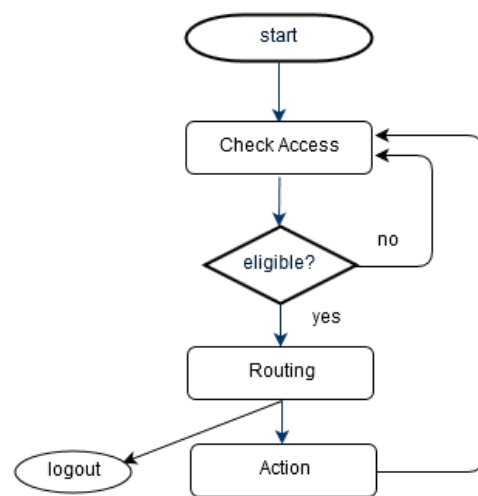 start
Check Access
eligible?
no
yes
Routing
logout
Action